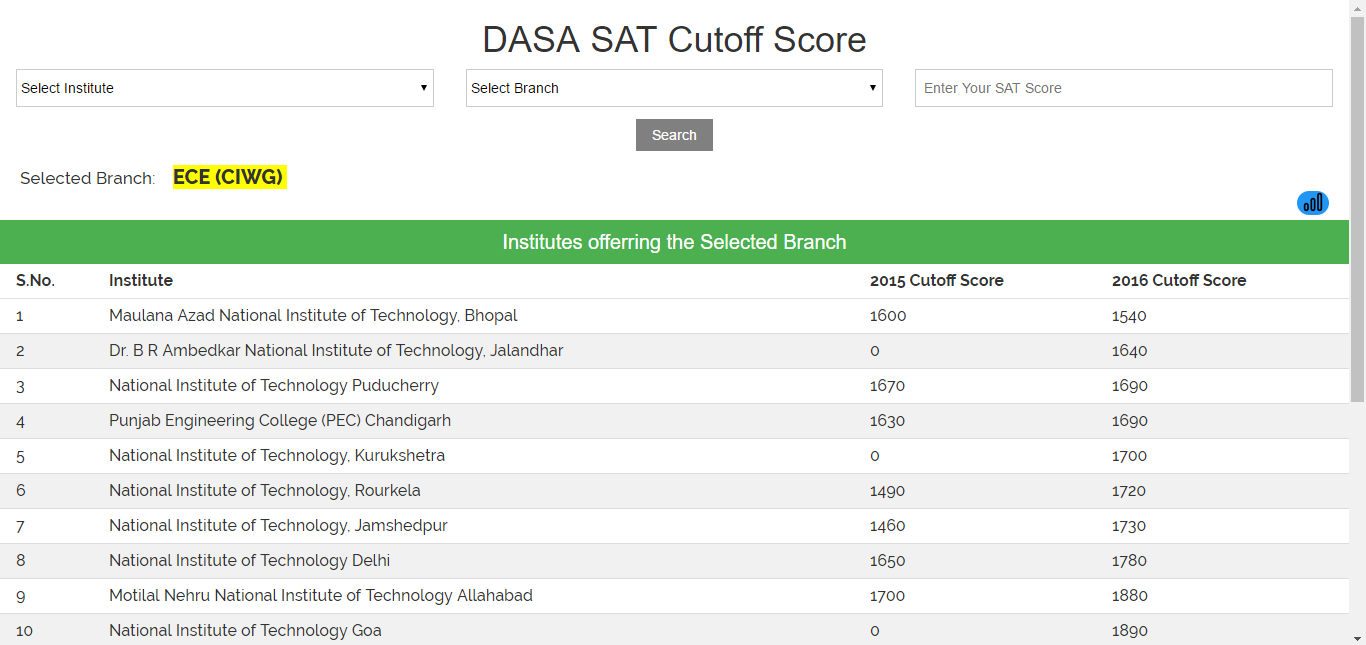 DASA SAT Cutoff Score
Select Institute Select Branch Enter Your SAT Score
Search
Selected Branch: ECE (CIWG)
Institutes offerring the Selected Branch
S.No. Institute 2015 Cutoff Score 2016 Cutoff Score
1 Maulana Azad National Institute of Technology, Bhopal 1600 1540
2 Dr. B R Ambedkar National Institute of Technology, Jalandhar 0 1640
3 National Institute of Technology Puducherry 1670 1690
4 Punjab Engineering College (PEC) Chandigarh 1630 1690
5 National Institute of Technology, Kurukshetra 0 1700
6 National Institute of Technology, Rourkela 1490 1720
7 National Institute of Technology, Jamshedpur 1460 1730
8 National Institute of Technology Delhi 1650 1780
9 Motilal Nehru National Institute of Technology Allahabad 1700 1880
10 National Institute of Technology Goa 0 1890